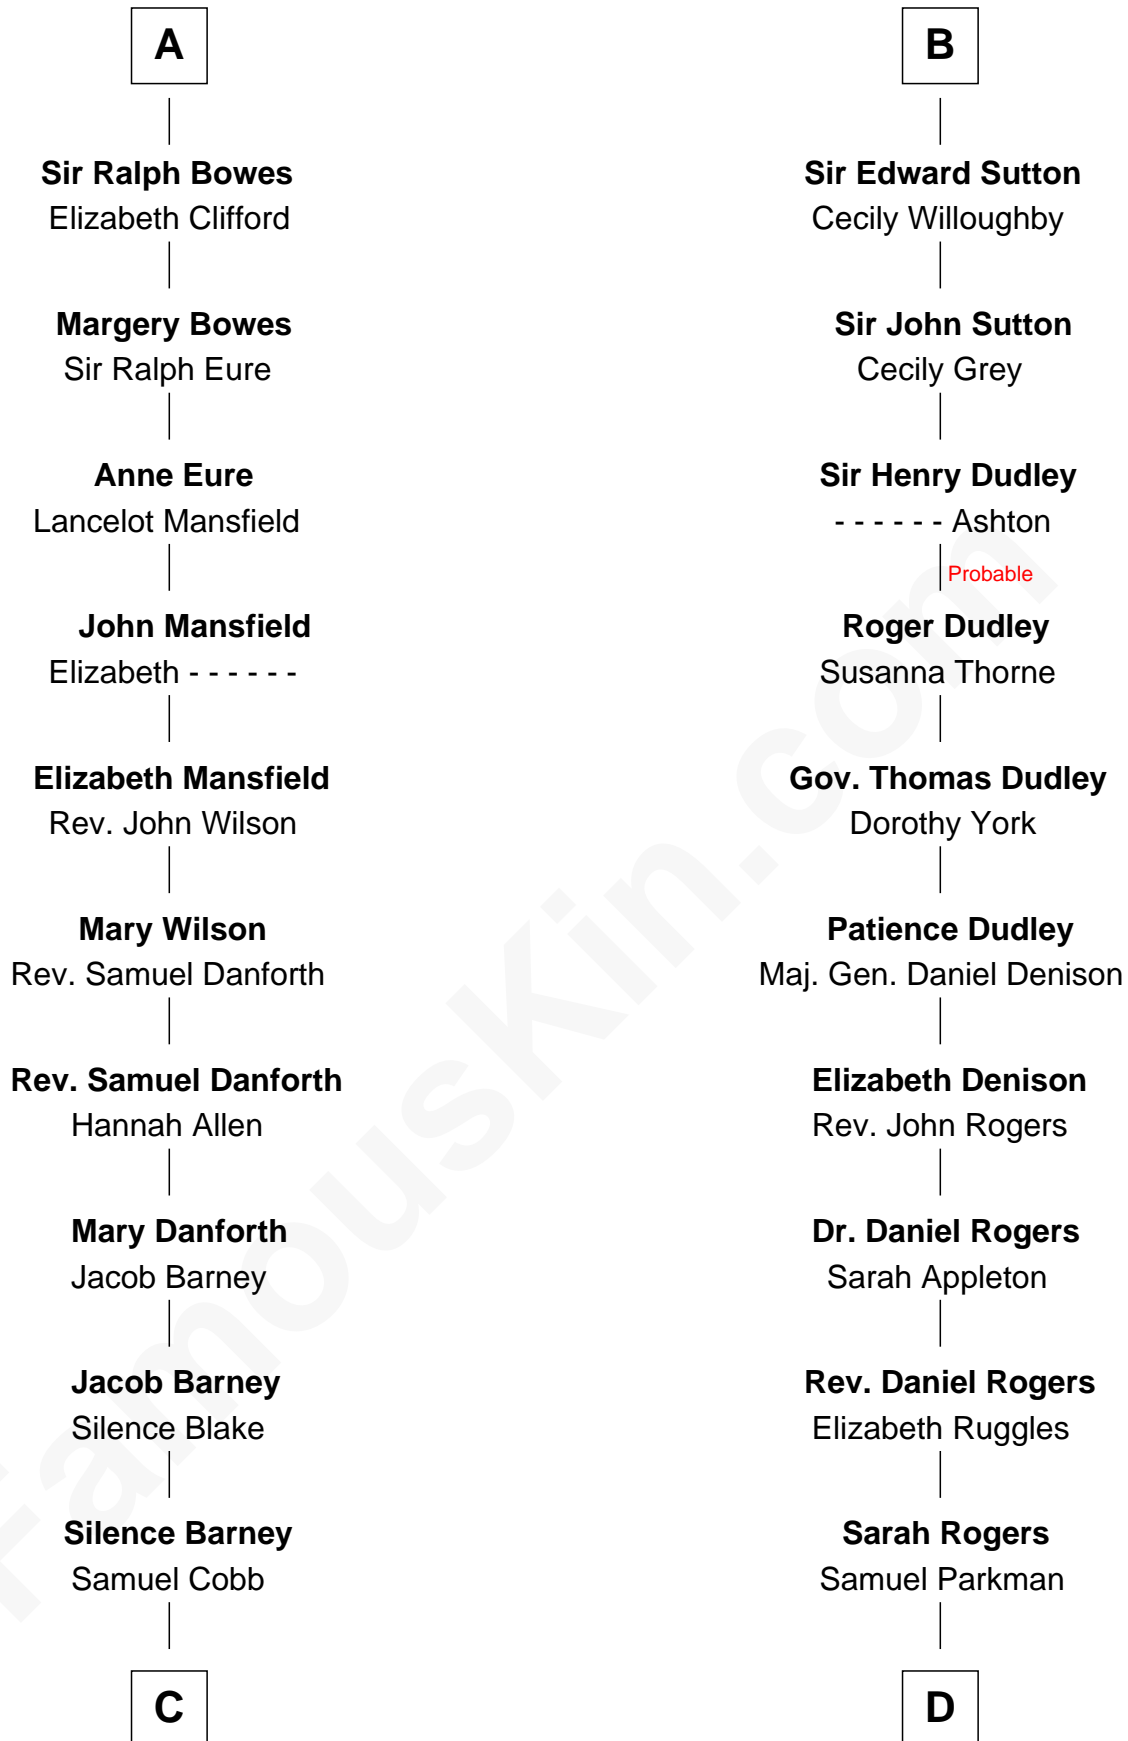 A
Sir Ralph Bowes
Elizabeth Clifford
Margery Bowes
Sir Ralph Eure
Anne Eure
Lancelot Mansfield
John Mansfield
Elizabeth - - - - - -
Elizabeth Mansfield
Rev. John Wilson
Mary Wilson
Rev. Samuel Danforth
Rev. Samuel Danforth
Hannah Allen
Mary Danforth
Jacob Barney
Jacob Barney
Silence Blake
Silence Barney
Samuel Cobb
C
B
Sir Edward Sutton
Cecily Willoughby
Sir John Sutton
Cecily Grey
Sir Henry Dudley
- - - - - - Ashton
Probable
Roger Dudley
Susanna Thorne
Gov. Thomas Dudley
Dorothy York
Patience Dudley
Maj. Gen. Daniel Denison
Elizabeth Denison
Rev. John Rogers
Dr. Daniel Rogers
Sarah Appleton
Rev. Daniel Rogers
Elizabeth Ruggles
Sarah Rogers
Samuel Parkman
D
FamousKin.com